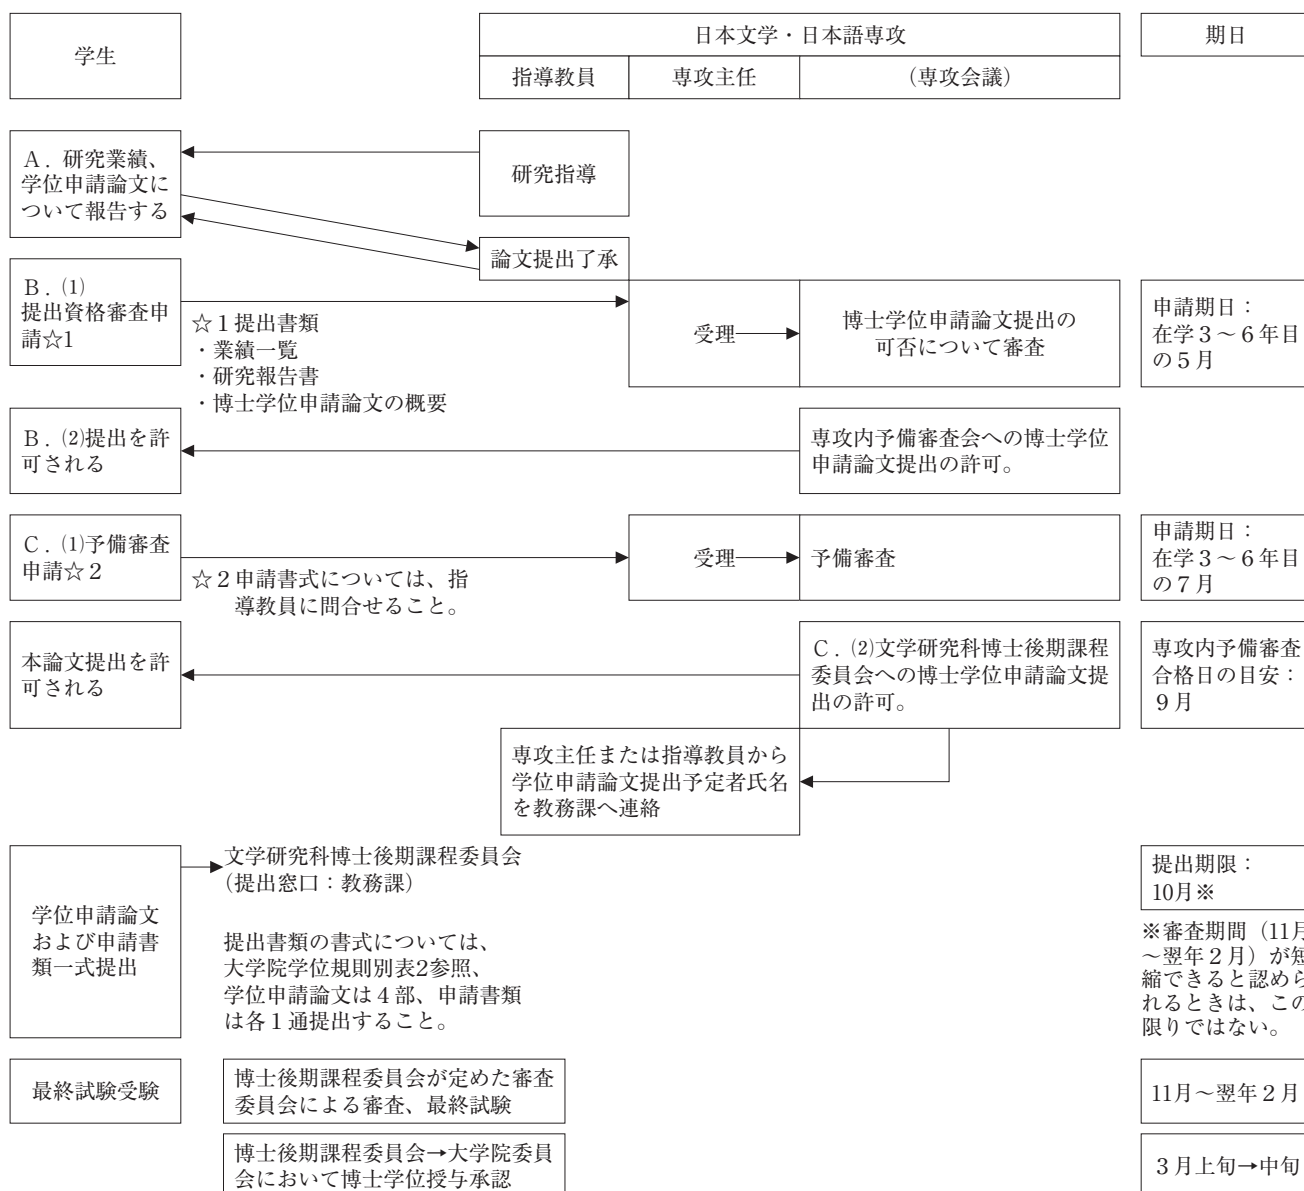 学生
日本文学・日本語専攻
指導教員
専攻主任
(専攻会議)
期日
A．研究業績、
学位申請論文に
ついて報告する
研究指導
論文提出了承
B．⑴
提出資格審査申
請☆1
☆１提出書類
・業績一覧
・研究報告書
・博士学位申請論文の概要
受理
博士学位申請論文提出の
可否について審査
申請期日：
在学３～６年目
の５月
B．⑵提出を許
可される
専攻内予備審査会への博士学位
申請論文提出の許可。
C．⑴予備審査
申請☆２
☆２申請書式については、指
導教員に問合せること。
受理
予備審査
申請期日：
在学３～６年目
の７月
本論文提出を許
可される
C．⑵文学研究科博士後期課程
委員会への博士学位申請論文提
出の許可。
専攻内予備審査
合格日の目安：
９月
専攻主任または指導教員から
学位申請論文提出予定者氏名
を教務課へ連絡
学位申請論文
および申請書
類一式提出
文学研究科博士後期課程委員会
(提出窓口：教務課)
提出書類の書式については、
大学院学位規則別表2参照、
学位申請論文は４部、申請書類
は各１通提出すること。
提出期限：
10月※
※審査期間（11月
～翌年２月）が短
縮できると認めら
れるときは、この
限りではない。
最終試験受験
博士後期課程委員会が定めた審査
委員会による審査、最終試験
11月～翌年２月
博士後期課程委員会→大学院委員
会において博士学位授与承認
３月上旬→中旬